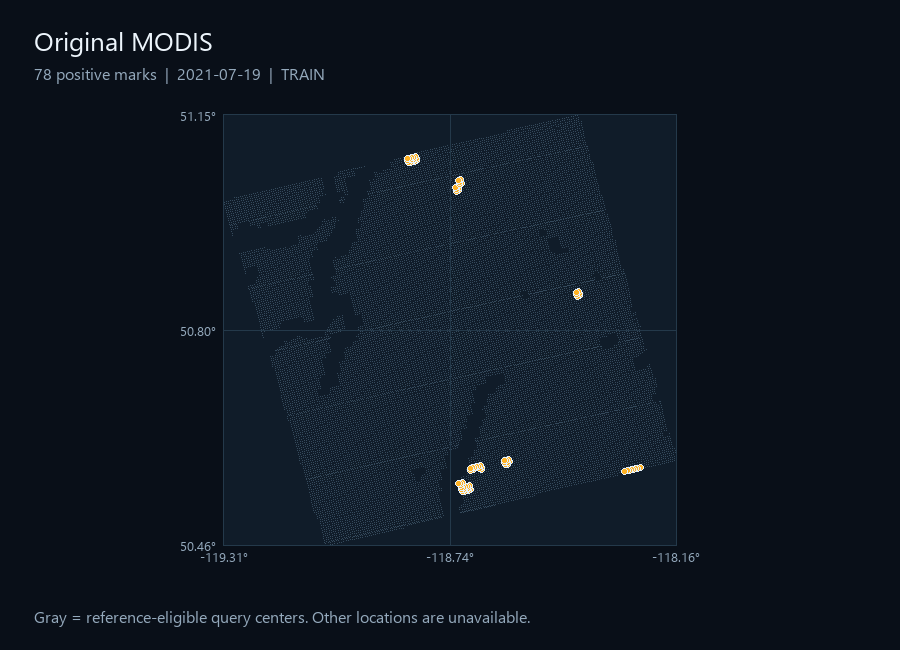 Original MODIS
78 positive marks | 2021-07-19 | TRAIN
51.15°
50.80°
50.46°
-119.31°
-118.74°
-118.16°
Gray = reference-eligible query centers. Other locations are unavailable.